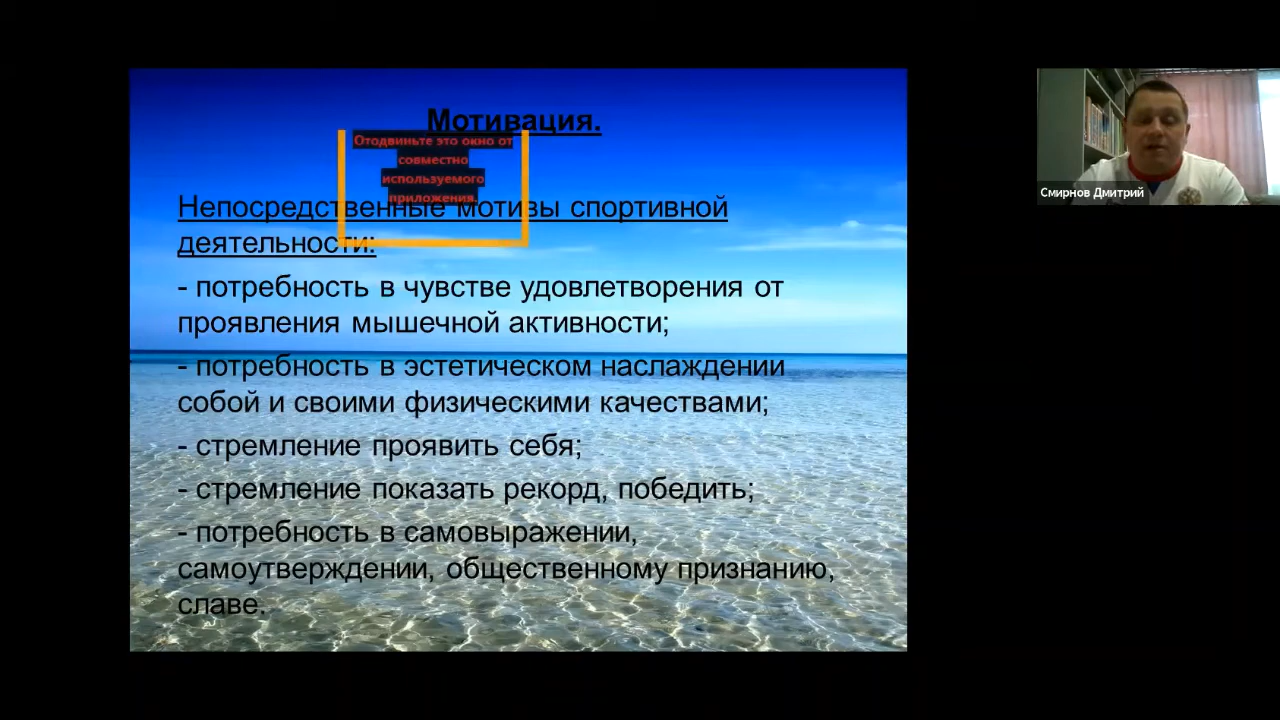 Мотивация.
Отодвиньте это окно от
совместно
используемого
приложения.
Непосредственные мотивы спортивной
деятельности:
- потребность в чувстве удовлетворения от
проявления мышечной активности;
- потребность в эстетическом наслаждении
собой и своими физическими качествами;
- стремление проявить себя;
- стремление показать рекорд, победить;
- потребность в самовыражении,
самоутверждении, общественному признанию,
славе.
Смирнов Дмитрий